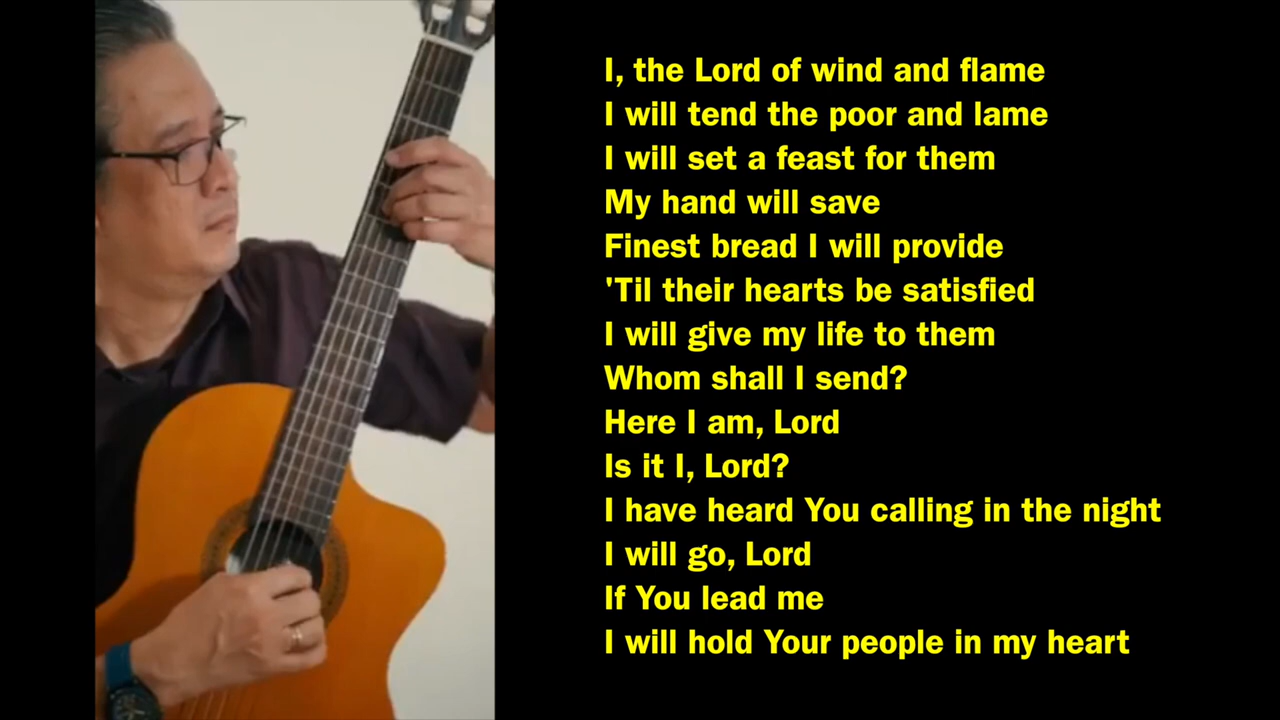 I, the Lord of wind and flame
I will tend the poor and lame
I will set a feast for them
My hand will save
Finest bread I will provide
'Til their hearts be satisfied
I will give my life to them
Whom shall I send?
Here I am, Lord
Is it I, Lord?
I have heard You calling in the night
I will go, Lord
If You lead me
I will hold Your people in my heart